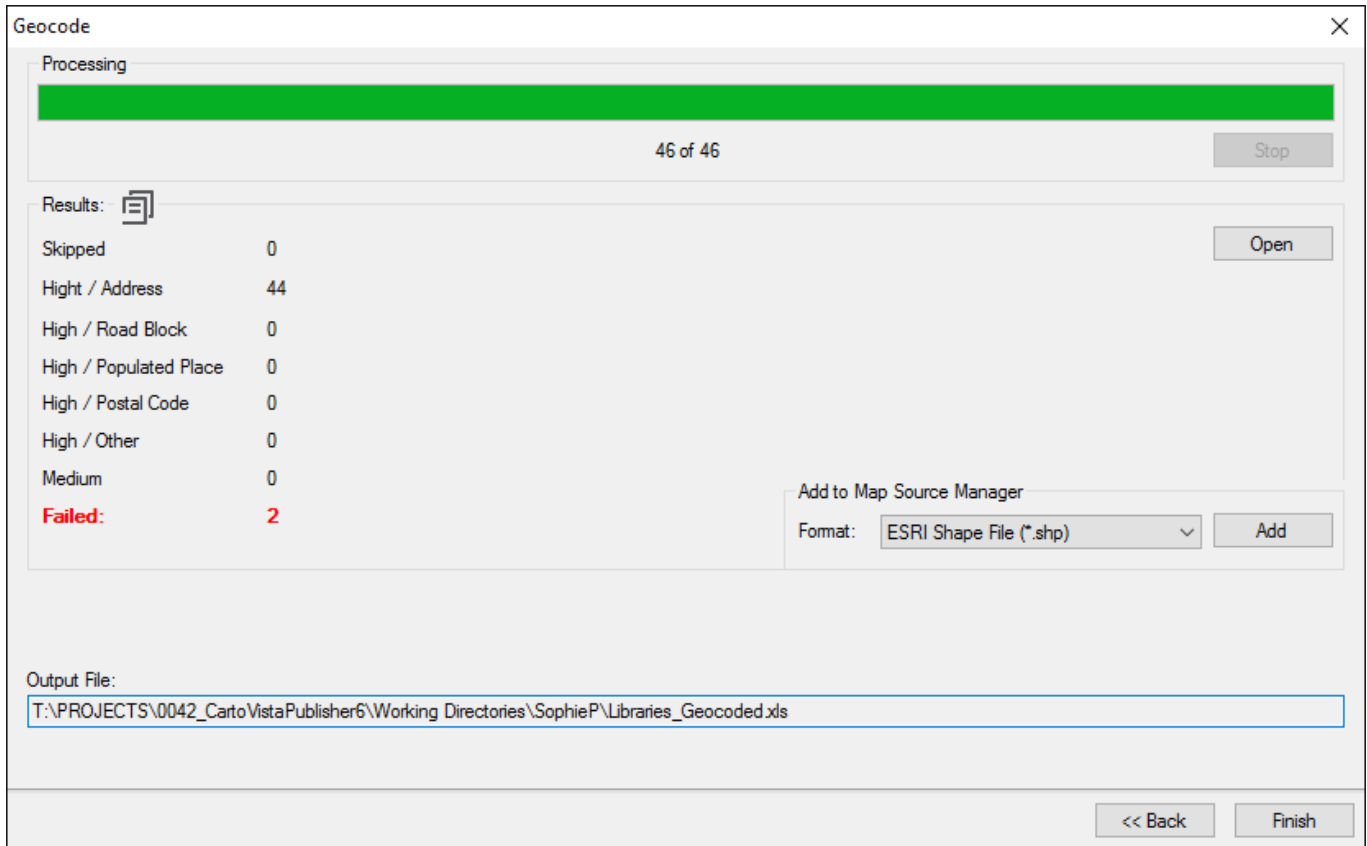 Geocode
Processing
46 of 46
Stop
Results:
Open
Skipped 0
Hight / Address 44
High / Road Block 0
High / Populated Place 0
High / Postal Code 0
High / Other 0
Medium 0
Failed: 2
Add to Map Source Manager
Format: ESRI Shape File (*.shp) Add
Output File:
T:\PROJECTS\0042_CartoVistaPublisher6\Working Directories\SophieP\Libraries_Geocoded.xls
<< Back Finish